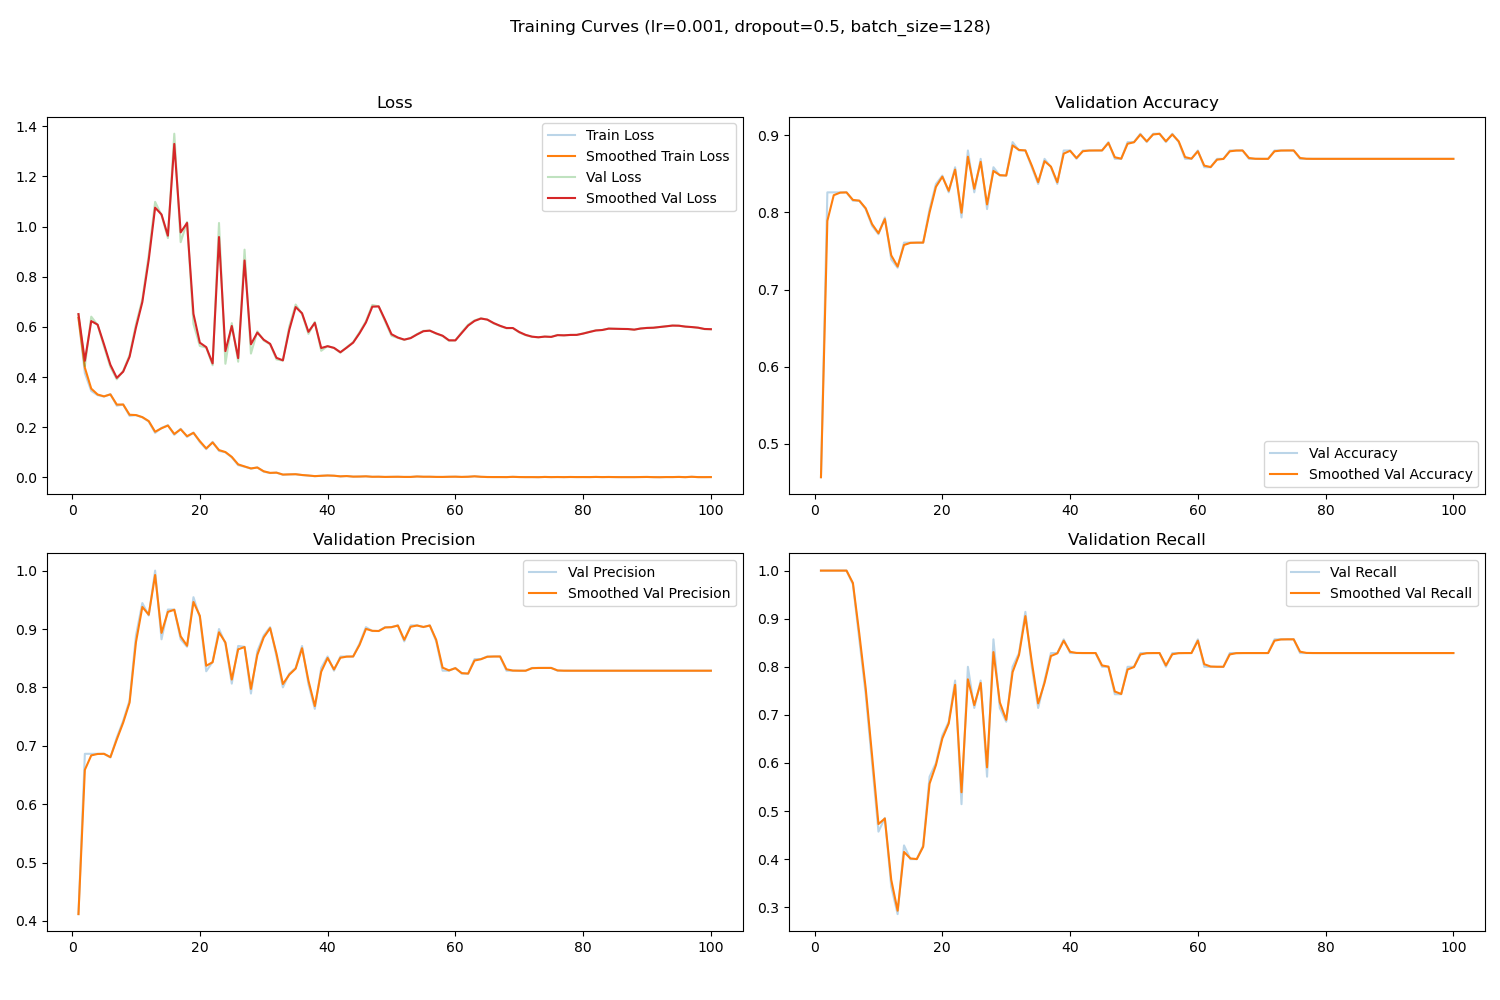 Training Curves (lr=0.001, dropout=0.5, batch_size=128)
Loss
1.4
1.2
1.0
0.8
0.6
0.4
0.2
0.0
0 20 40 60 80 100
Train Loss
Smoothed Train Loss
Val Loss
Smoothed Val Loss
Validation Accuracy
0.9
0.8
0.7
0.6
0.5
0 20 40 60 80 100
Val Accuracy
Smoothed Val Accuracy
Validation Precision
1.0
0.9
0.8
0.7
0.6
0.5
0.4
0 20 40 60 80 100
Val Precision
Smoothed Val Precision
Validation Recall
1.0
0.9
0.8
0.7
0.6
0.5
0.4
0.3
0 20 40 60 80 100
Val Recall
Smoothed Val Recall